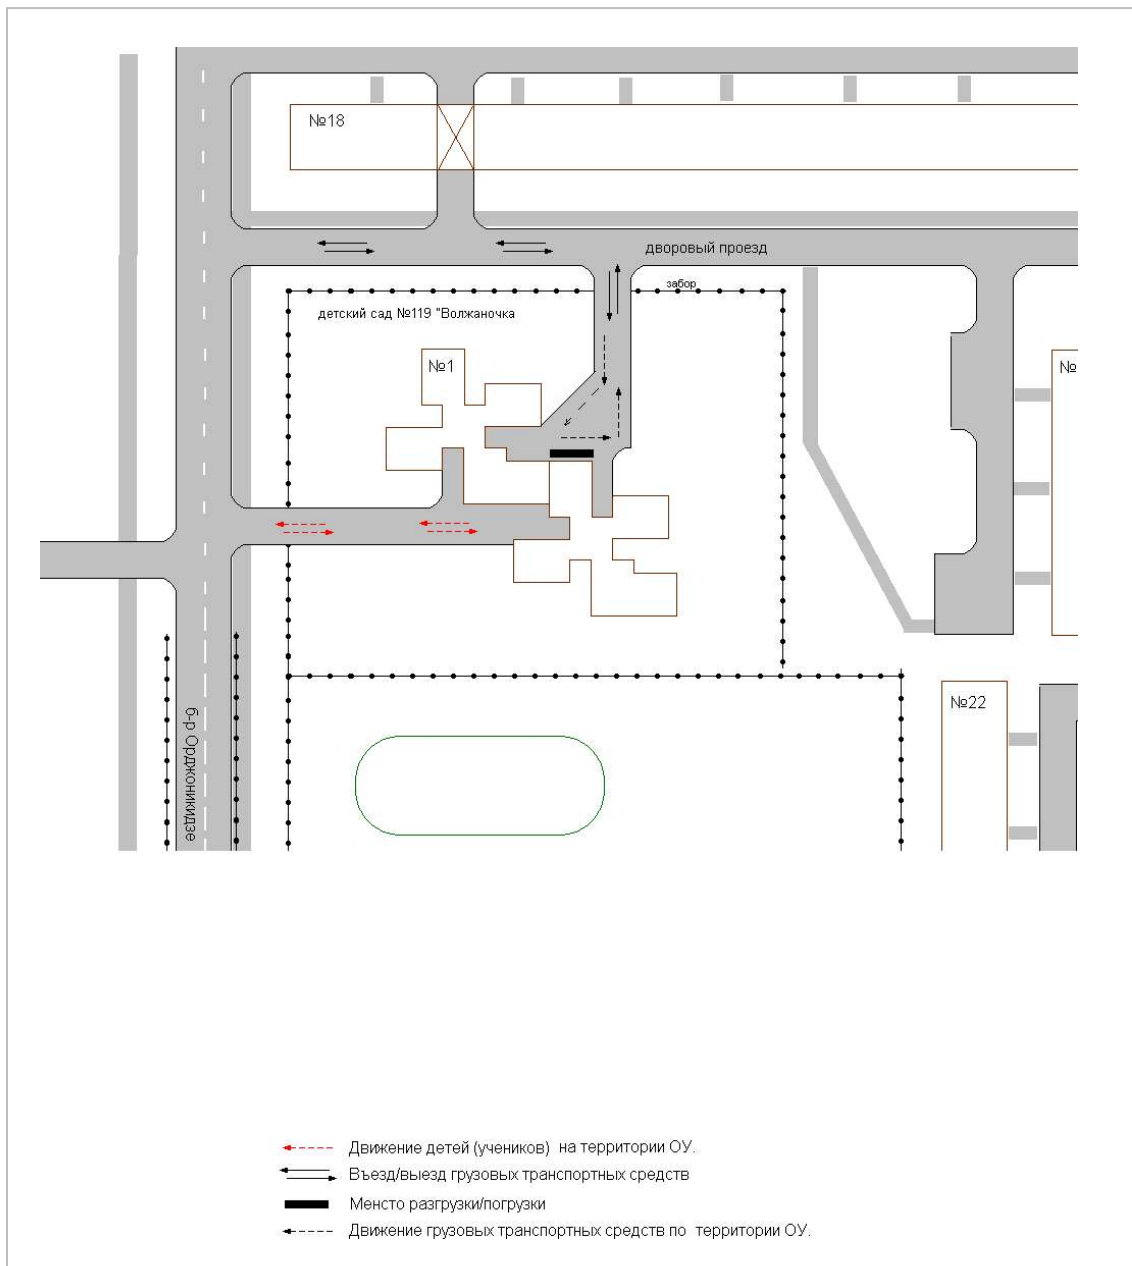 №18
дворовый проезд
забор
детский сад №119 "Волжаночка
№1
№
№22
б-р Орджоникидзе
Движение детей (учеников) на территории ОУ.
Въезд/выезд грузовых транспортных средств
Менсто разгрузки/погрузки
Движение грузовых транспортных средств по территории ОУ.